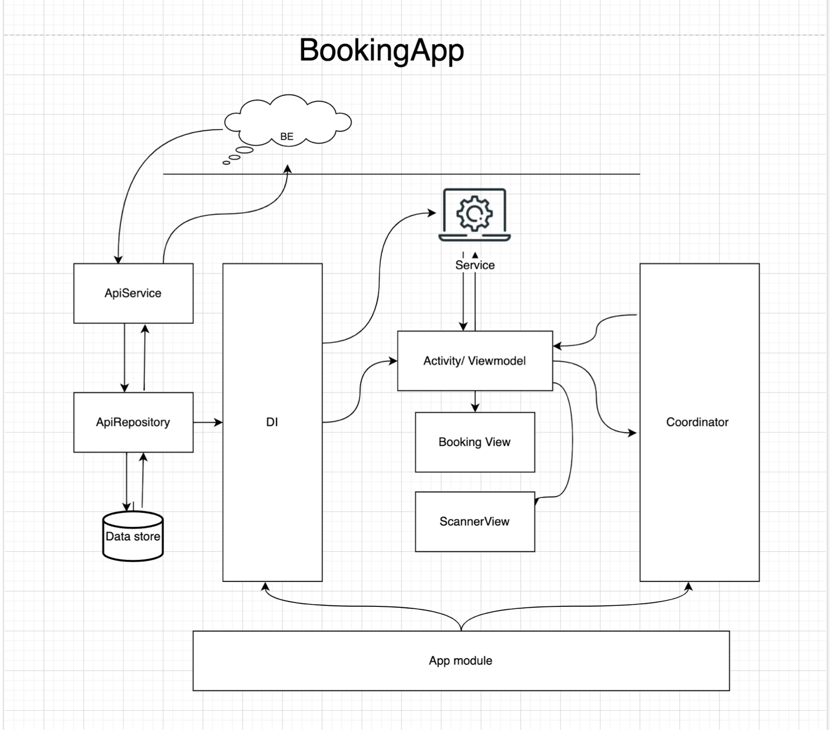 BookingApp
BE
Service
ApiService
Activity/ Viewmodel
ApiRepository
DI
Coordinator
Booking View
ScannerView
Data store
App module